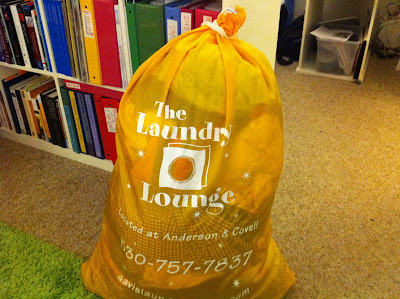 The
Laundry
Lounge
Located at Anderson & Covell
530-757-7837